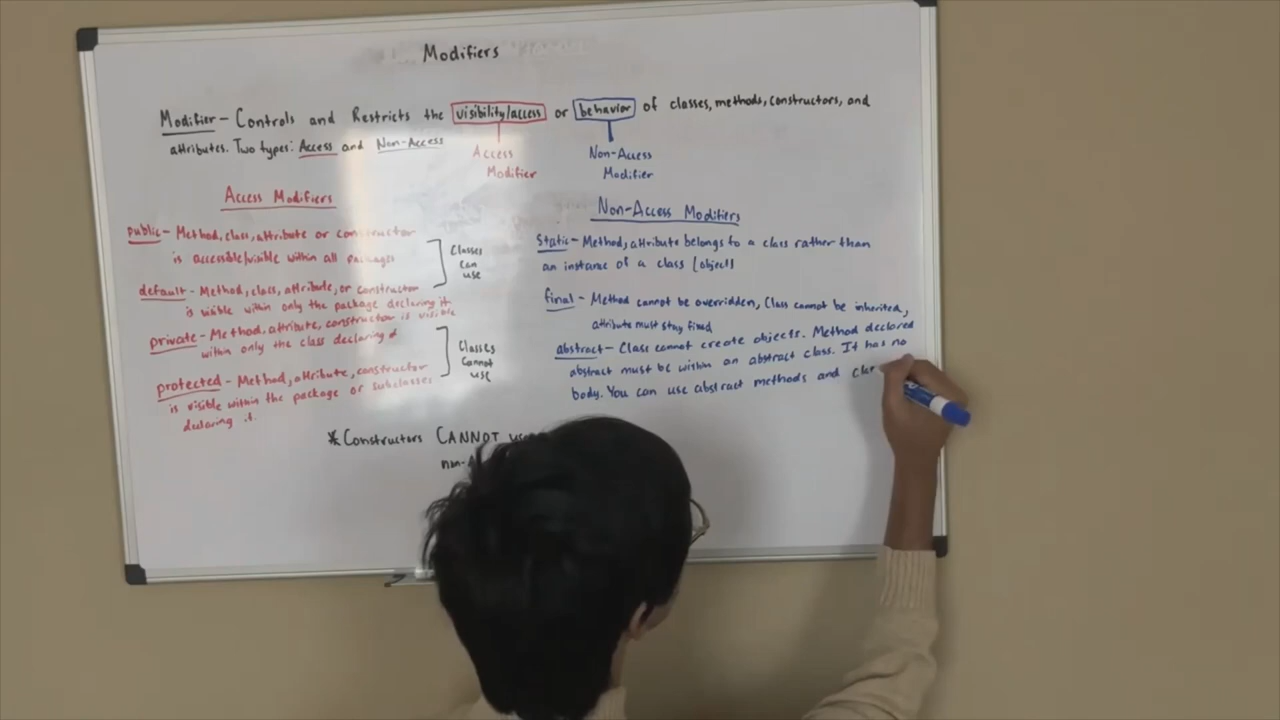 Modifiers
Modifier - Controls and Restricts the visibility/access or behavior of classes, methods, constructors, and
attributes. Two types: Access and Non-Access
Access
Modifier
Non-Access
Modifier
Access Modifiers
public - Method, class, attribute or constructor
is accessible/visible within all packages
default - Method, class, attribute, or constructor
is visible within only the package declaring it
Classes
can
use
private - Method, attribute, constructor is visible
within only the class declaring it
protected - Method, attribute, constructor
is visible within the package or subclasses
declaring it.
Classes
Cannot
use
Non-Access Modifiers
Static - Method, attribute belongs to a class rather than
an instance of a class (object)
final - Method cannot be overridden, Class cannot be inherited,
attribute must stay fixed
abstract - Class cannot create objects. Method declared
abstract must be within an abstract class. It has no
body. You can use abstract methods and clas
*Constructors CANNOT use
non-